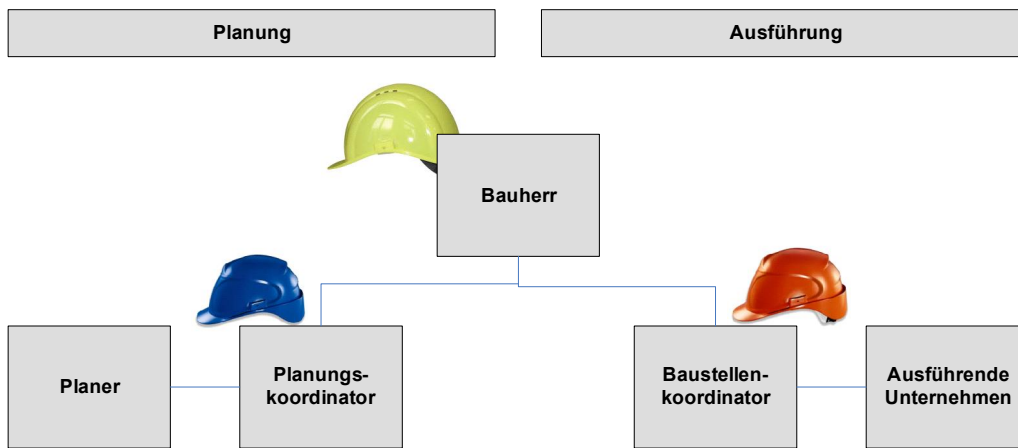 Planung
Ausführung
Bauherr
Planer
Planungs-
koordinator
Baustellen-
koordinator
Ausführende
Unternehmen